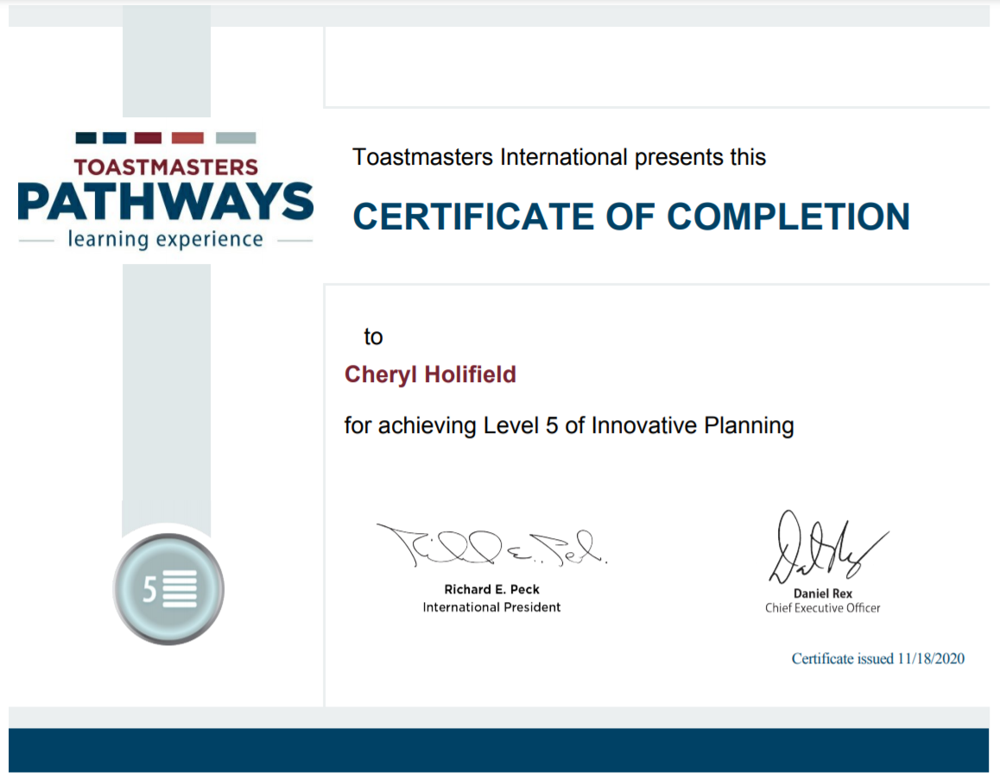 TOASTMASTERS
PATHWAYS
learning experience
Toastmasters International presents this
CERTIFICATE OF COMPLETION
to
Cheryl Holifield
for achieving Level 5 of Innovative Planning
5
Richard E. Peck
International President
Daniel Rex
Chief Executive Officer
Certificate issued 11/18/2020